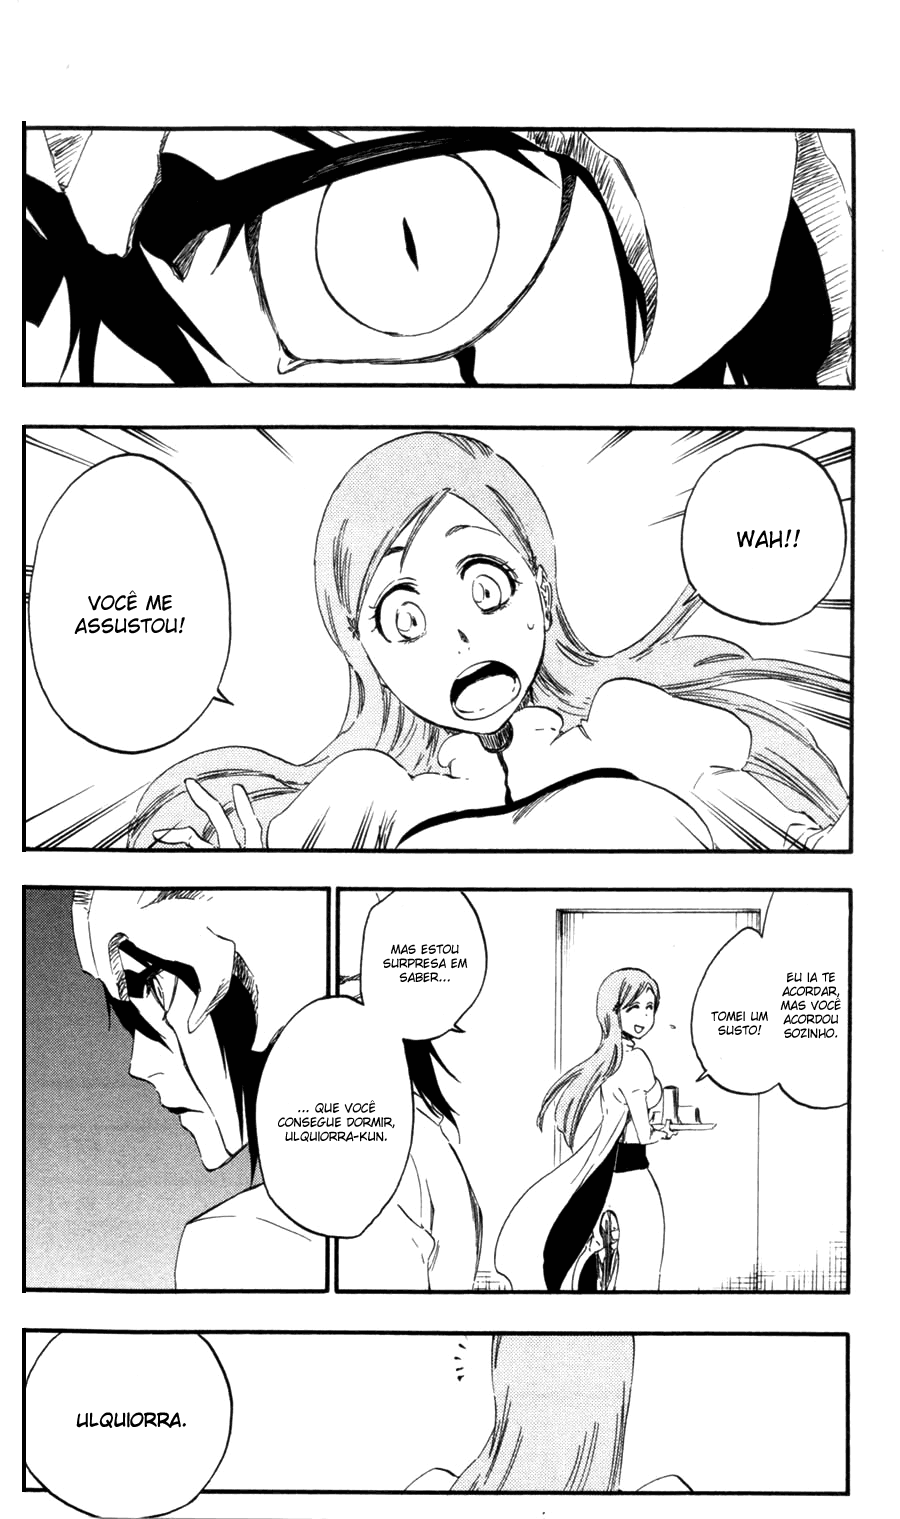 WAH!!
VOCÊ ME
ASSUSTOU!
EU IA TE
ACORDAR,
MAS VOCÊ
ACORDOU
SOZINHO.
TOMEI UM
SUSTO!
MAS ESTOU
SURPRESA EM
SABER...
... QUE VOCÊ
CONSEGUE DORMIR,
ULQUIORRA-KUN.
ULQUIORRA.